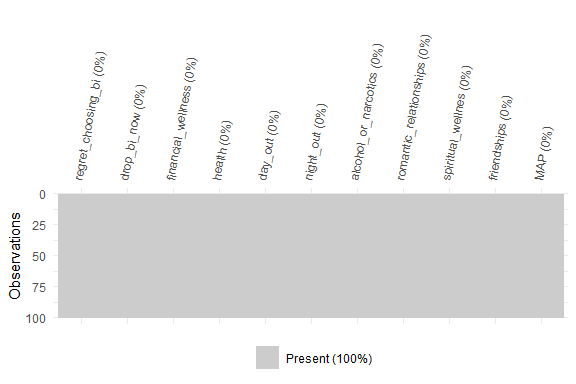 regret_choosing_bi (0%)
drop_bi_now (0%)
financial_wellness (0%)
health (0%)
day_out (0%)
night_out (0%)
alcohol_or_narcotics (0%)
romantic_relationships (0%)
spiritual_wellnes (0%)
friendships (0%)
MAP (0%)
Observations
0
25
50
75
100
Present (100%)